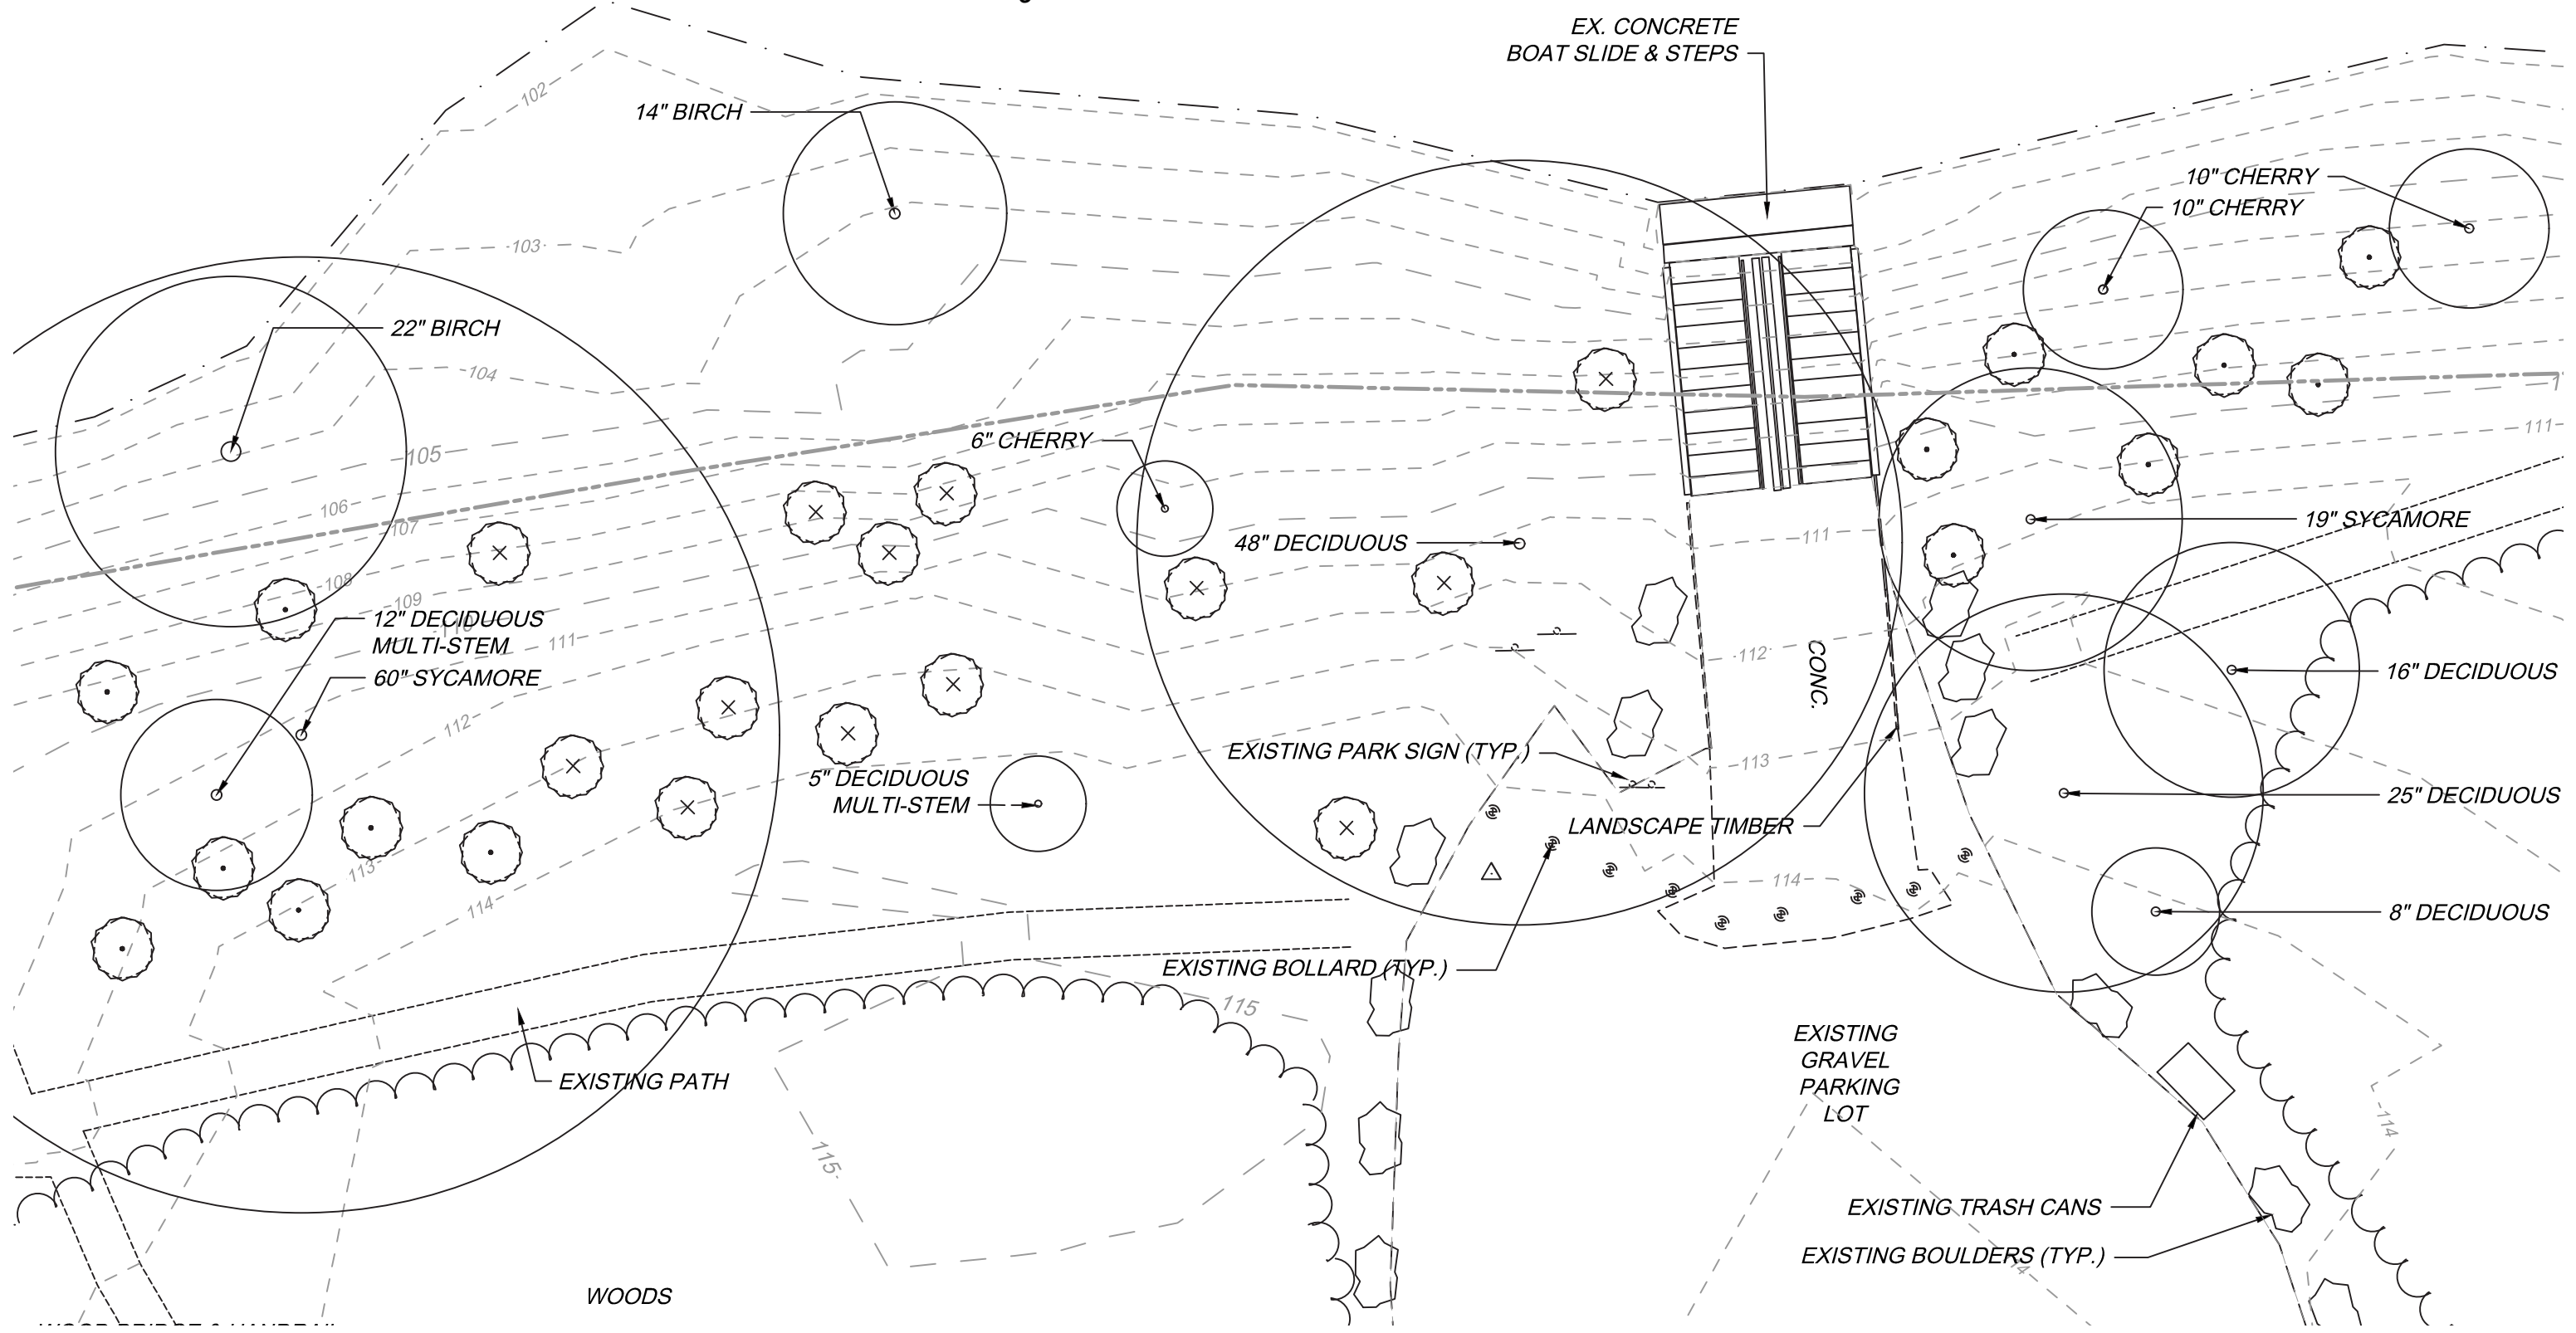 EX. CONCRETE
BOAT SLIDE & STEPS
102
14" BIRCH
10" CHERRY
10" CHERRY
103
22" BIRCH
104
111
6" CHERRY
105
106
107
19" SYCAMORE
48" DECIDUOUS
111
108
109
110
12" DECIDUOUS
MULTI-STEM
111
112
CONC.
16" DECIDUOUS
60" SYCAMORE
112
EXISTING PARK SIGN (TYP.)
113
5" DECIDUOUS
MULTI-STEM
25" DECIDUOUS
LANDSCAPE TIMBER
113
114
114
8" DECIDUOUS
EXISTING BOLLARD (TYP.)
115
EXISTING
GRAVEL
PARKING
LOT
EXISTING PATH
114
115
EXISTING TRASH CANS
EXISTING BOULDERS (TYP.)
WOODS